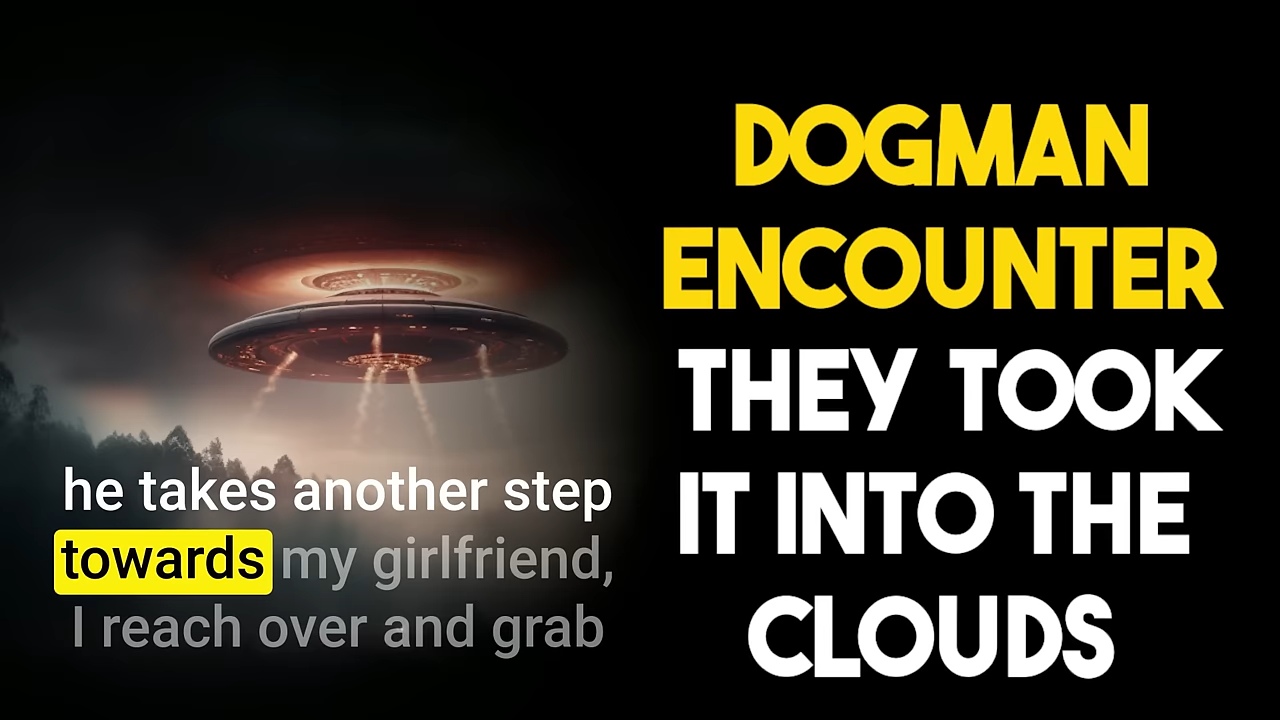 he takes another step
towards my girlfriend,
I reach over and grab
DOGMAN
ENCOUNTER
THEY TOOK
IT INTO THE
CLOUDS